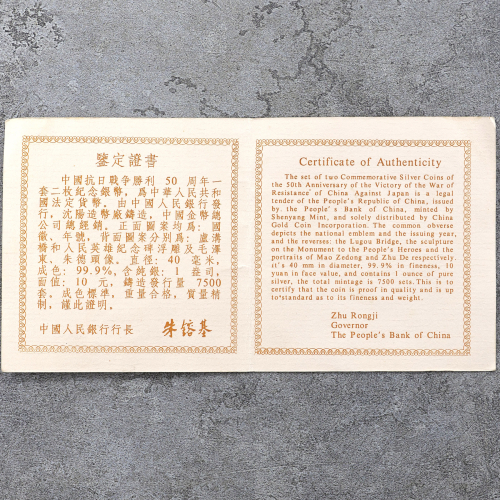 鑒定證書
中國抗日戰爭勝利 50 周年一
套二枚紀念銀幣，爲中華人民共和
國法定貨幣。由中國人民銀行發
行，沈陽造幣廠鑄造，中國金幣總
公司總經銷。正面圖案均爲：國
徽、年號，背面圖案分別爲：盧溝
橋和人民英雄紀念碑浮雕及毛澤
東、朱德頭像。直徑：40 毫米，
成色：99.9%，含純銀：1 盎司，
面值：10 元，鑄造發行量 7500
套。成色標準，重量合格，質量精
制，謹此證明。
中國人民銀行行長 朱鎔基
Certificate of Authenticity
The set of two Commemorative Silver Coins of
the 50th Anniversary of the Victory of the War of
Resistance of China Against Japan is a legal
tender of the People's Republic of China, issued
by the People's Bank of China, minted by
Shenyang Mint, and solely distributed by China
Gold Coin Incorporation. The common obverse
depicts the national emblem and the issuing year,
and the reverses: the Lugou Bridge, the sculpture
on the Monument to the People's Heroes and the
portraits of Mao Zedong and Zhu De respectively.
it's 40 mm in diameter, 99.9% in fineness, 10
yuan in face value, and contains 1 ounce of pure
silver, the total mintage is 7500 sets.This is to
certify that the coin is proof in quality and is up
to standard as to its fineness and weight.
Zhu Rongji
Governor
The People's Bank of China